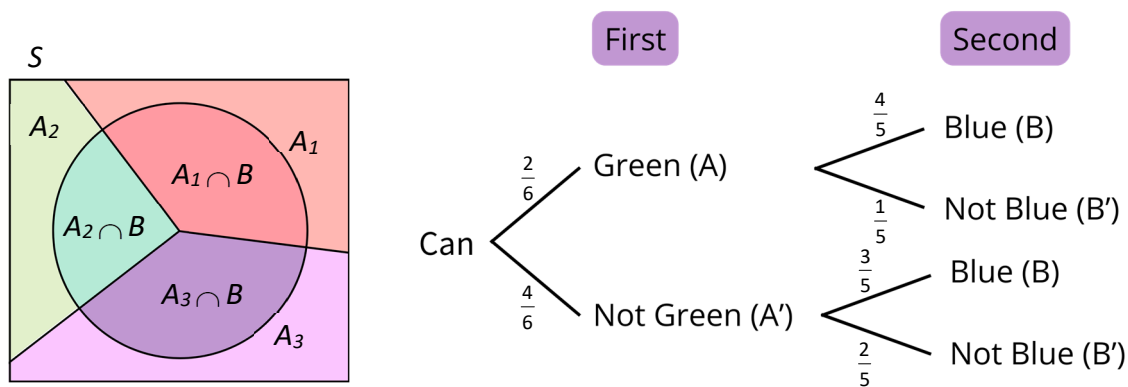 S
A₂
A₁
A₁ ∩ B
A₂ ∩ B
A₃ ∩ B
A₃
First
Second
Can
2/6
Green (A)
4/6
Not Green (A’)
4/5
Blue (B)
1/5
Not Blue (B’)
3/5
Blue (B)
2/5
Not Blue (B’)